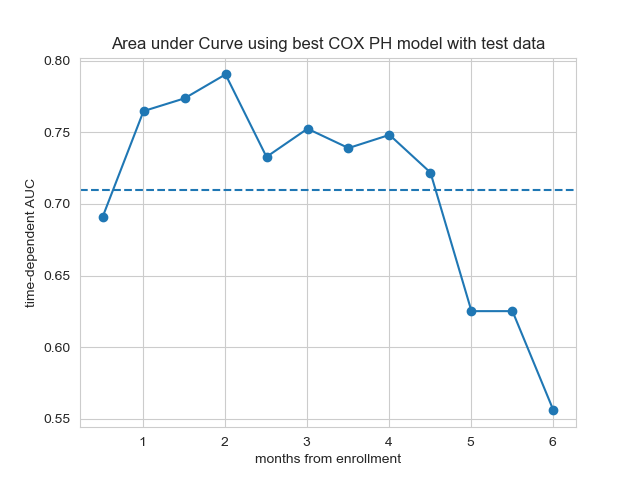 Area under Curve using best COX PH model with test data
time-dependent AUC
0.80
0.75
0.70
0.65
0.60
0.55
1 2 3 4 5 6
months from enrollment